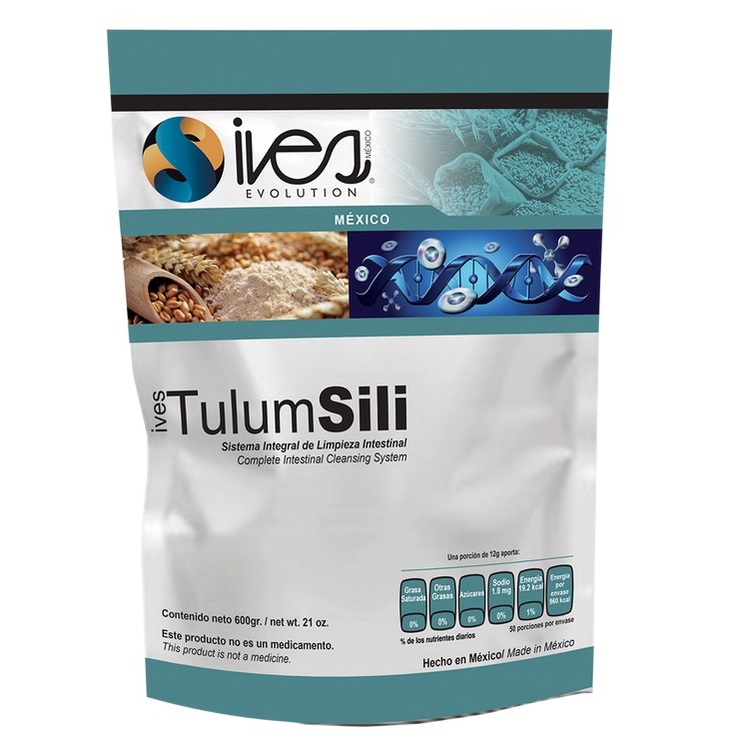 ives
MÉXICO
®
EVOLUTION
MÉXICO
ives TulumSili
Sistema Integral de Limpieza Intestinal
Complete Intestinal Cleansing System
Una porción de 12g aporta:
Grasa Saturada 0%
Otras Grasas 0%
Azúcares 0%
Sodio 1.8 mg 0%
Energía 19.2 kcal 1%
Energía por envase 960 kcal
% de los nutrientes diarios
50 porciones por envase
Contenido neto 600gr. / net wt. 21 oz.
Este producto no es un medicamento.
This product is not a medicine.
Hecho en México/ Made in México